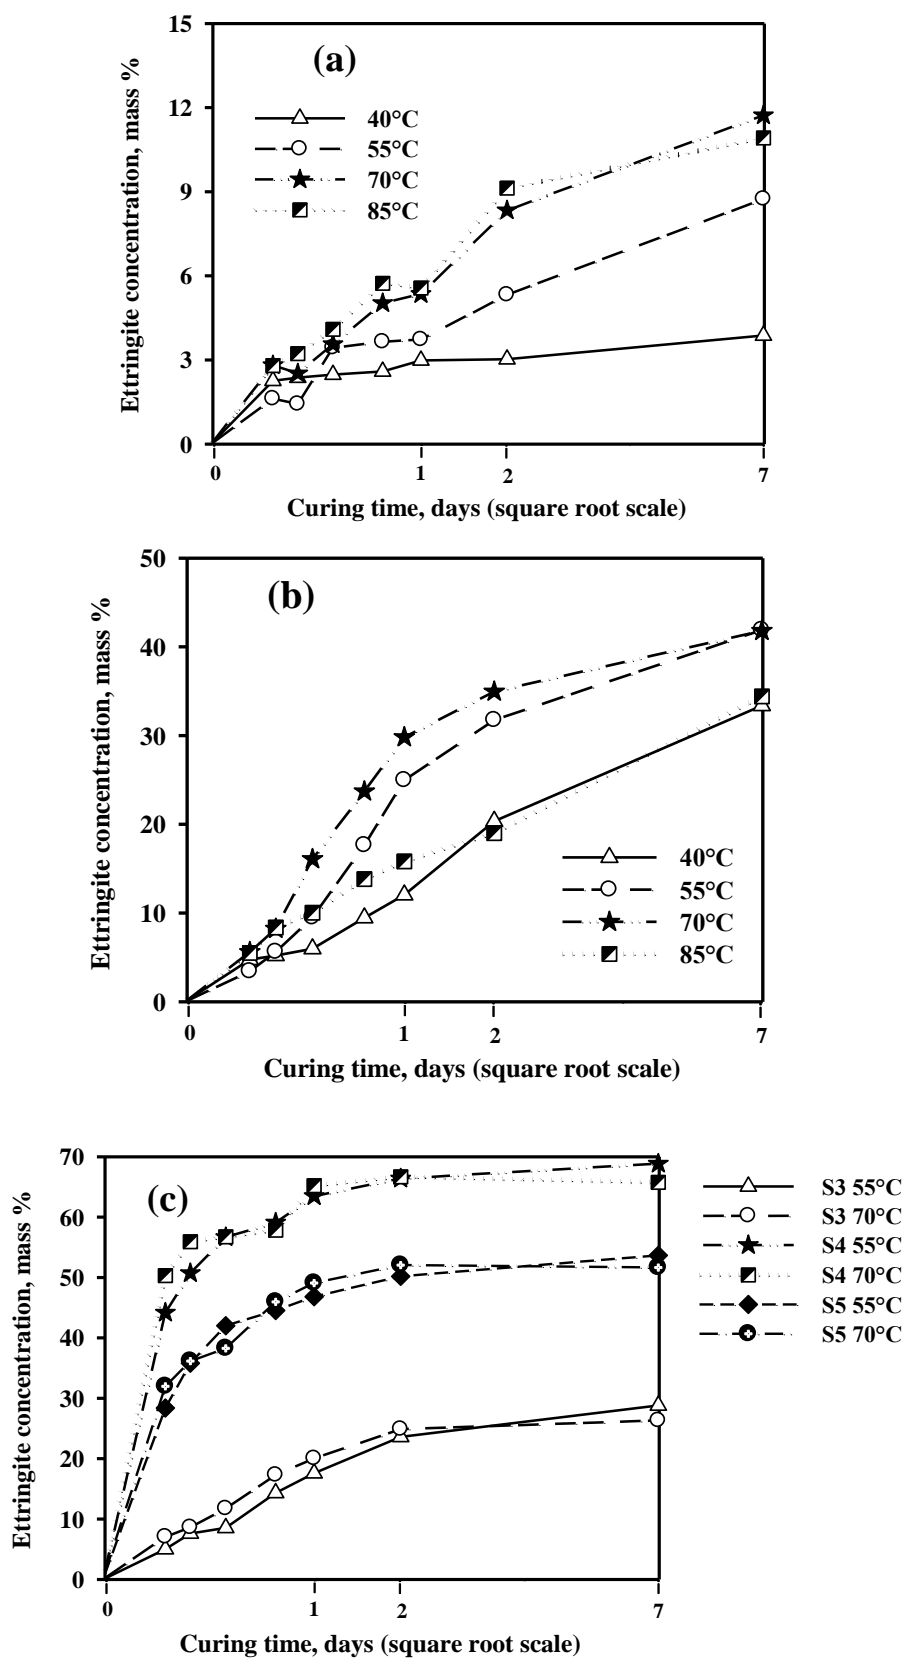 15
(a)
12
40°C
55°C
9
70°C
85°C
6
3
0
0
1
2
7
Ettringite concentration, mass %
Curing time, days (square root scale)
50
(b)
40
30
20
40°C
55°C
10
70°C
85°C
0
0
1
2
7
Ettringite concentration, mass %
Curing time, days (square root scale)
70
(c)
60
50
40
30
20
10
0
0
1
2
7
Ettringite concentration, mass %
Curing time, days (square root scale)
S3 55°C
S3 70°C
S4 55°C
S4 70°C
S5 55°C
S5 70°C